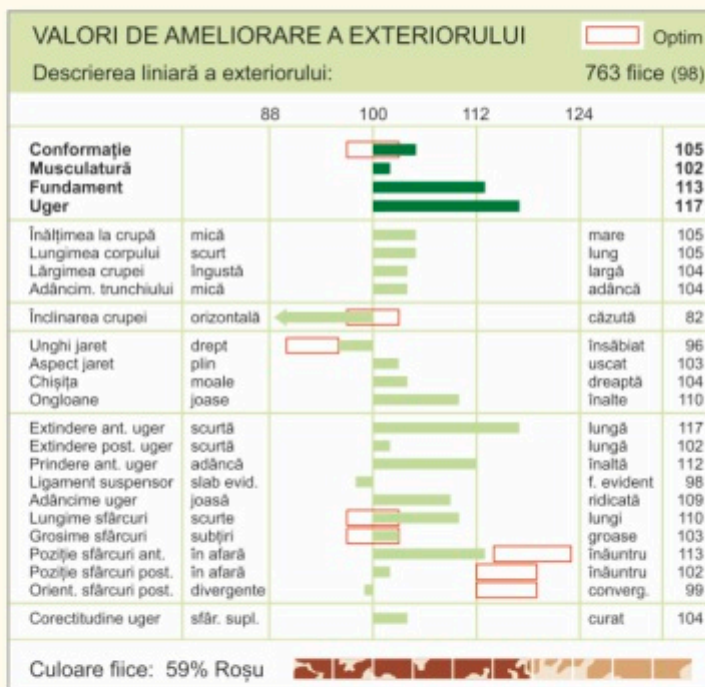 VALORI DE AMELIORARE A EXTERIORULUI Optim
Descrierea liniară a exteriorului: 763 fiice (98)
88 100 112 124
Conformație 105
Musculatură 102
Fundament 113
Uger 117
Înălțimea la crupă mică mare 105
Lungimea corpului scurt lung 105
Lărgimea crupei îngustă largă 104
Adâncim. trunchiului mică adâncă 104
Înclinarea crupei orizontală căzută 82
Unghi jaret drept însăbiat 96
Aspect jaret plin uscat 103
Chișița moale dreaptă 104
Ongloane joase înalte 110
Extindere ant. uger scurtă lungă 117
Extindere post. uger scurtă lungă 102
Prindere ant. uger adâncă înaltă 112
Ligament suspensor slab evid. f. evident 98
Adâncime uger joasă ridicată 109
Lungime sfârcuri scurte lungi 110
Grosime sfârcuri subțiri groase 103
Poziție sfârcuri ant. în afară înăuntru 113
Poziție sfârcuri post. în afară înăuntru 102
Orient. sfârcuri post. divergente converg. 99
Corectitudine uger sfâr. supl. curat 104
Culoare fiice: 59% Roșu